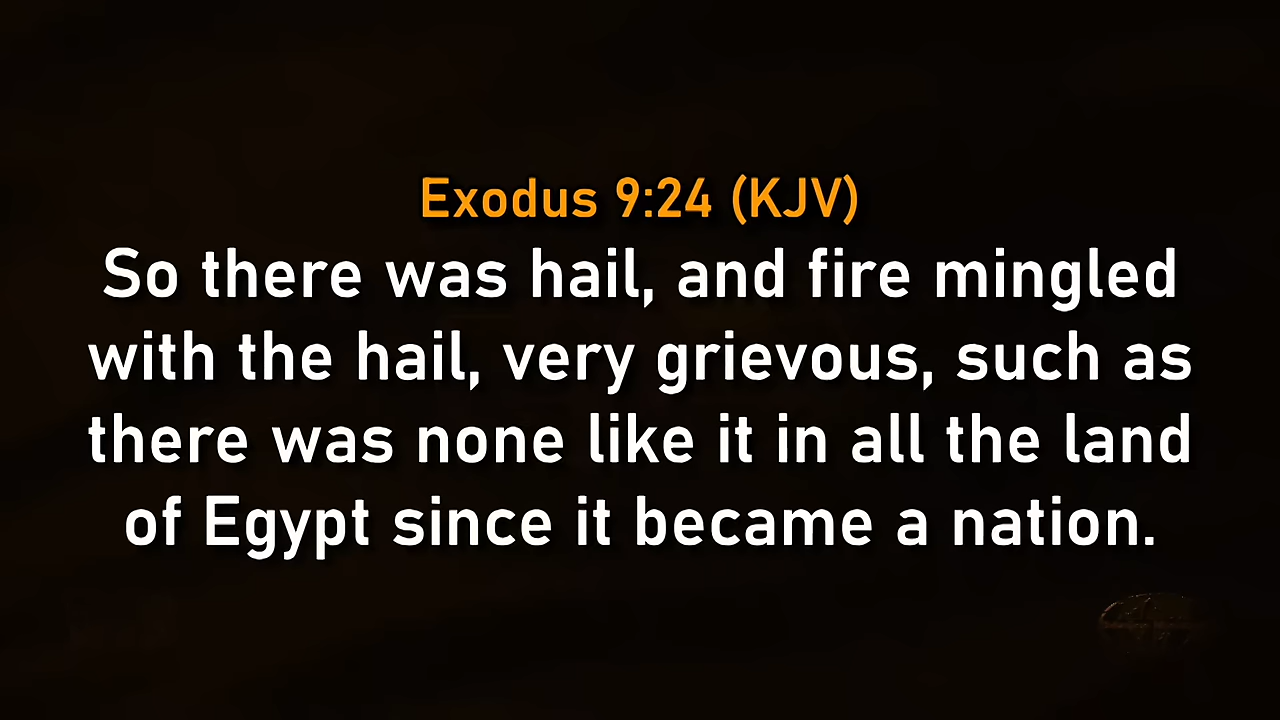 Exodus 9:24 (KJV)
So there was hail, and fire mingled
with the hail, very grievous, such as
there was none like it in all the land
of Egypt since it became a nation.